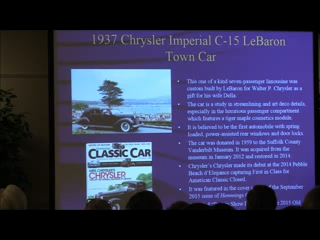 1937 Chrysler Imperial C-15 LeBaron
Town Car
This one of a kind seven-passenger limousine was
custom built by LeBaron for Walter P. Chrysler as a
gift for his wife Della.
The car is a study in streamlining and art deco details,
especially in the luxurious passenger compartment
which features a tiger maple cosmetics module.
It is believed to be the first automobile with spring
loaded, power-assisted rear windows and door locks.
The car was donated in 1959 to the Suffolk County
Vanderbilt Museum. It was acquired from the
museum in January 2012 and restored in 2014.
Chrysler's Chrysler made its debut at the 2014 Pebble
Beach d'Elegance capturing First in Class for
American Classic Closed.
It was featured in the cover of the September
2015 issue of Hemmings
Show 2015 Old
CLASSIC CAR
CHRYSLER